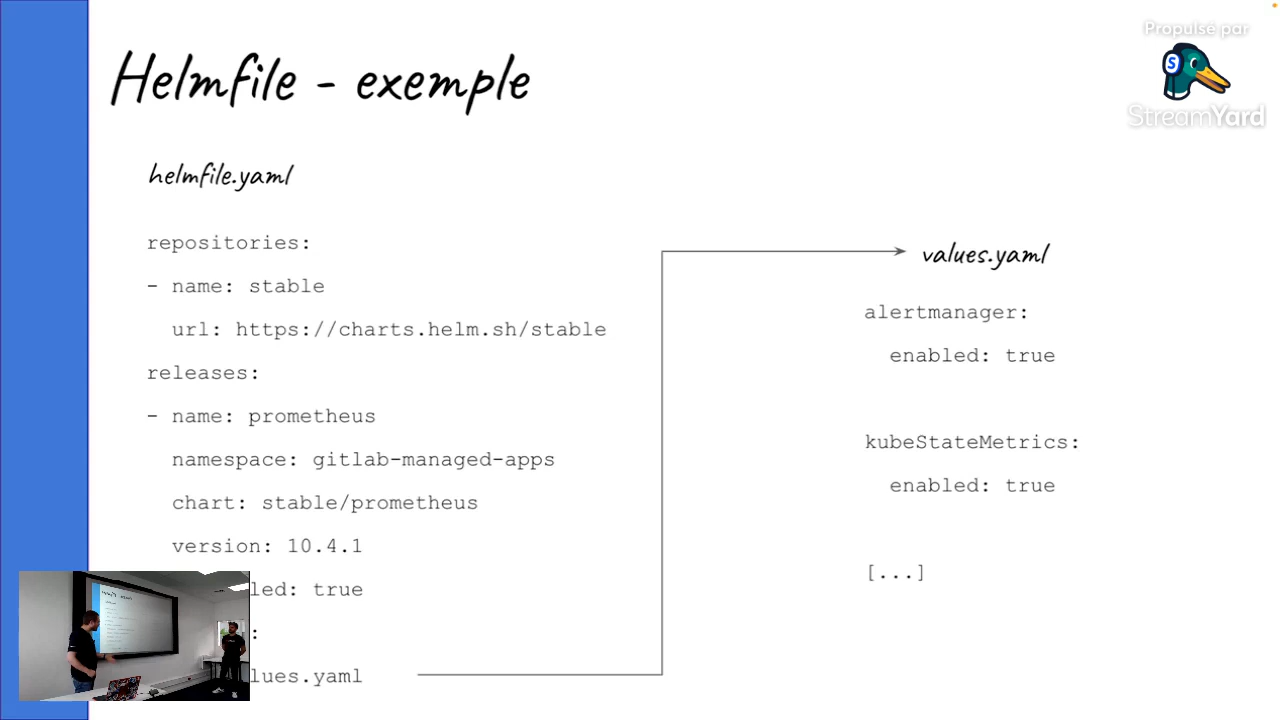 Propulsé par
StreamYard
Helmfile - exemple
helmfile.yaml
repositories:
- name: stable
url: https://charts.helm.sh/stable
releases:
- name: prometheus
namespace: gitlab-managed-apps
chart: stable/prometheus
version: 10.4.1
led: true
:
lues.yaml
values.yaml
alertmanager:
enabled: true
kubeStateMetrics:
enabled: true
[...]